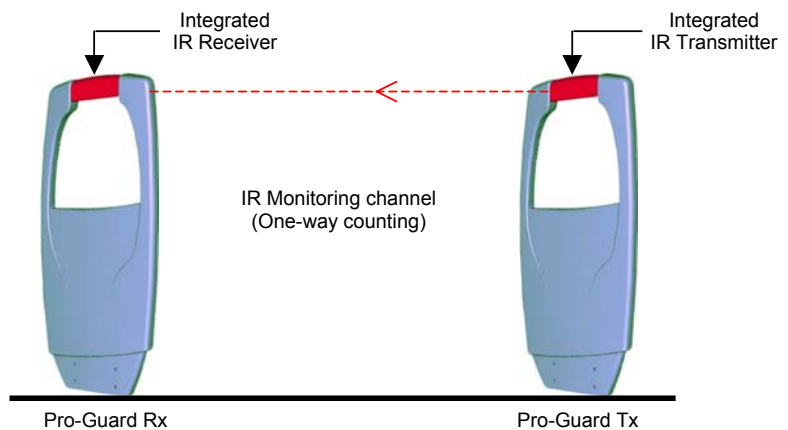 Integrated
IR Receiver
Integrated
IR Transmitter
IR Monitoring channel
(One-way counting)
Pro-Guard Rx
Pro-Guard Tx